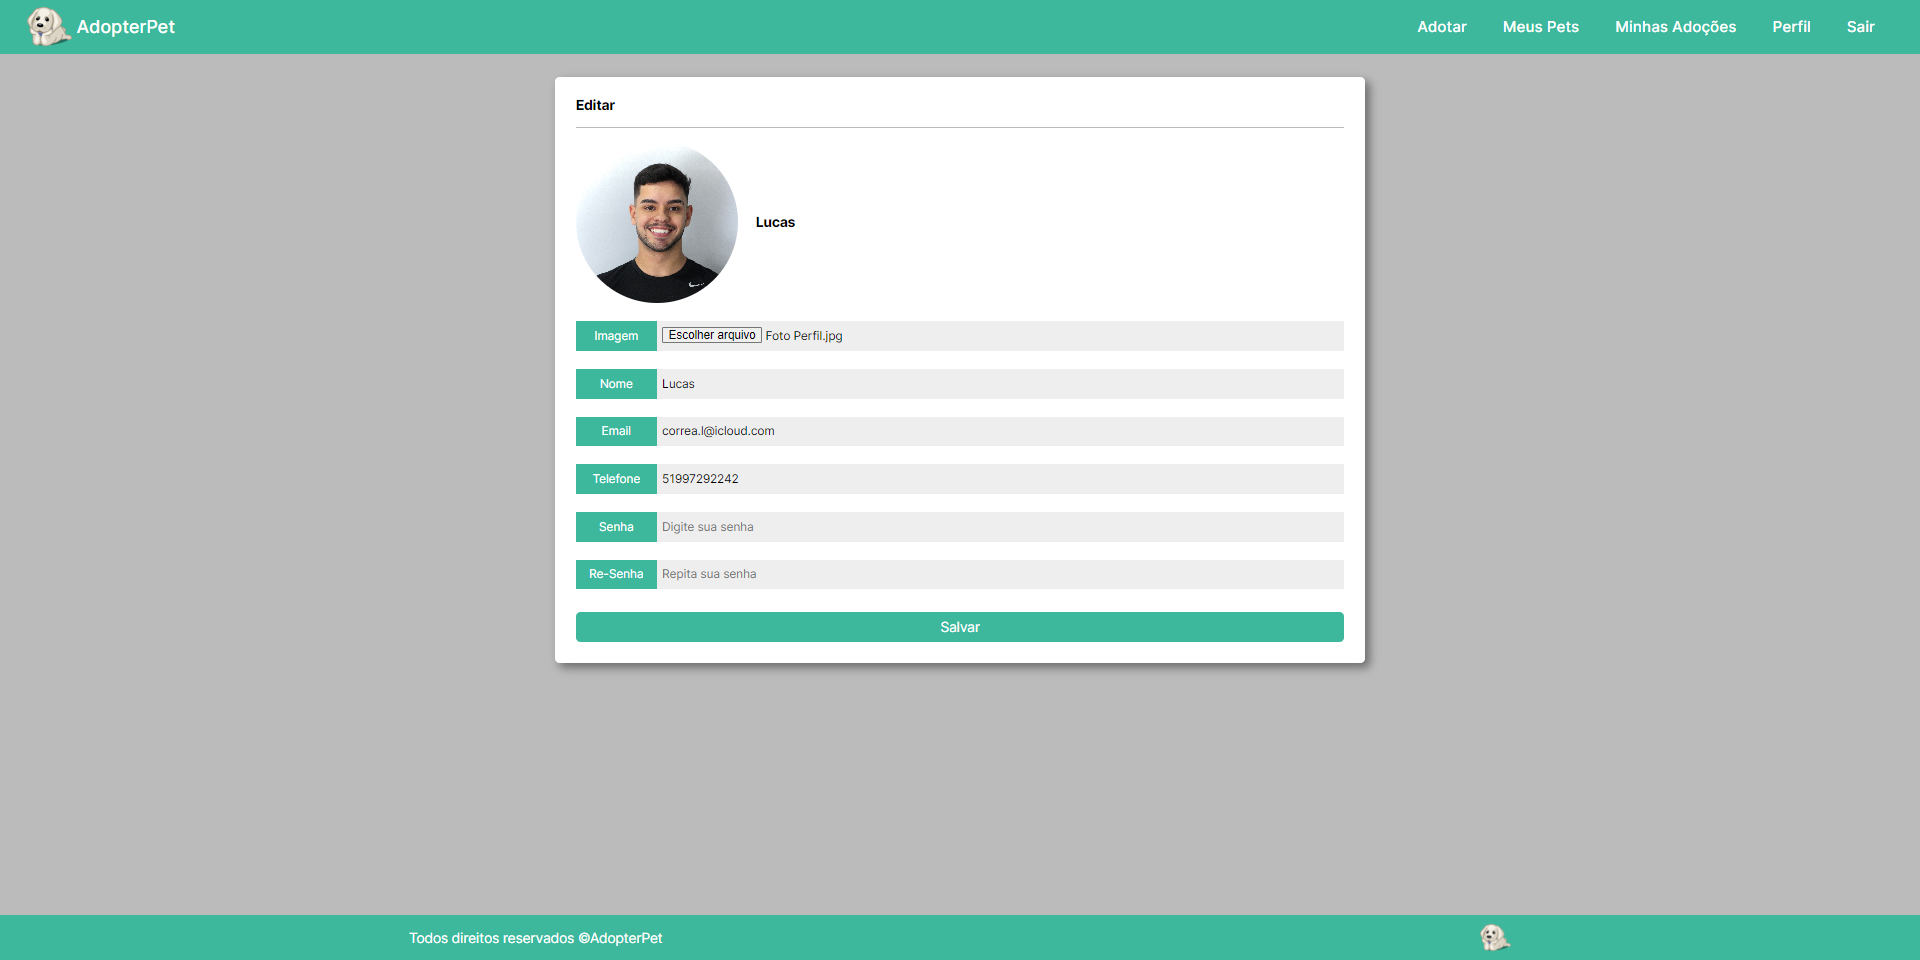 AdopterPet
Adotar Meus Pets Minhas Adoções Perfil Sair
Editar
Lucas
Imagem Escolher arquivo Foto Perfil.jpg
Nome Lucas
Email correa.l@icloud.com
Telefone 51997292242
Senha Digite sua senha
Re-Senha Repita sua senha
Salvar
Todos direitos reservados ©AdopterPet